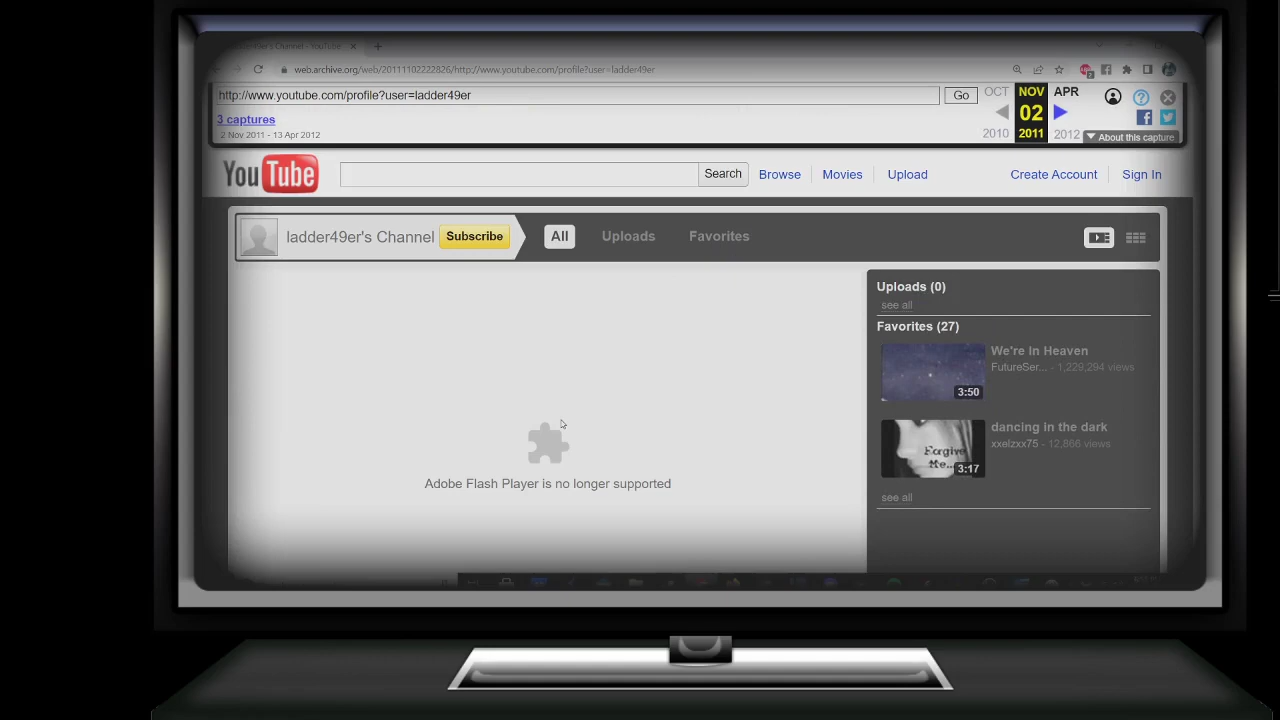 Channel - YouTube
web.archive.org/web/20111102222826/http://www.youtube.com/profile?user=ladder49er
http://www.youtube.com/profile?user=ladder49er
Go
OCT NOV APR
3 captures
02
2 Nov 2011 - 13 Apr 2012
2010 2011 2012
About this capture
YouTube
Search
Browse
Movies
Upload
Create Account
Sign In
ladder49er's Channel
Subscribe
All
Uploads
Favorites
Uploads (0)
see all
Favorites (27)
We're In Heaven
FutureSer... - 1,229,294 views
3:50
dancing in the dark
xxelzxx75 - 12,866 views
Forgive
Me...
3:17
see all
Adobe Flash Player is no longer supported